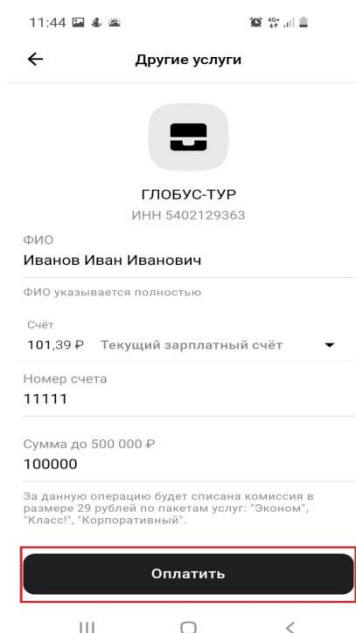 11:44
4G+
Другие услуги
ГЛОБУС-ТУР
ИНН 5402129363
ФИО
Иванов Иван Иванович
ФИО указывается полностью
Счёт
101,39 ₽ Текущий зарплатный счёт
Номер счета
11111
Сумма до 500 000 ₽
100000
За данную операцию будет списана комиссия в
размере 29 рублей по пакетам услуг: "Эконом",
"Класс!", "Корпоративный".
Оплатить